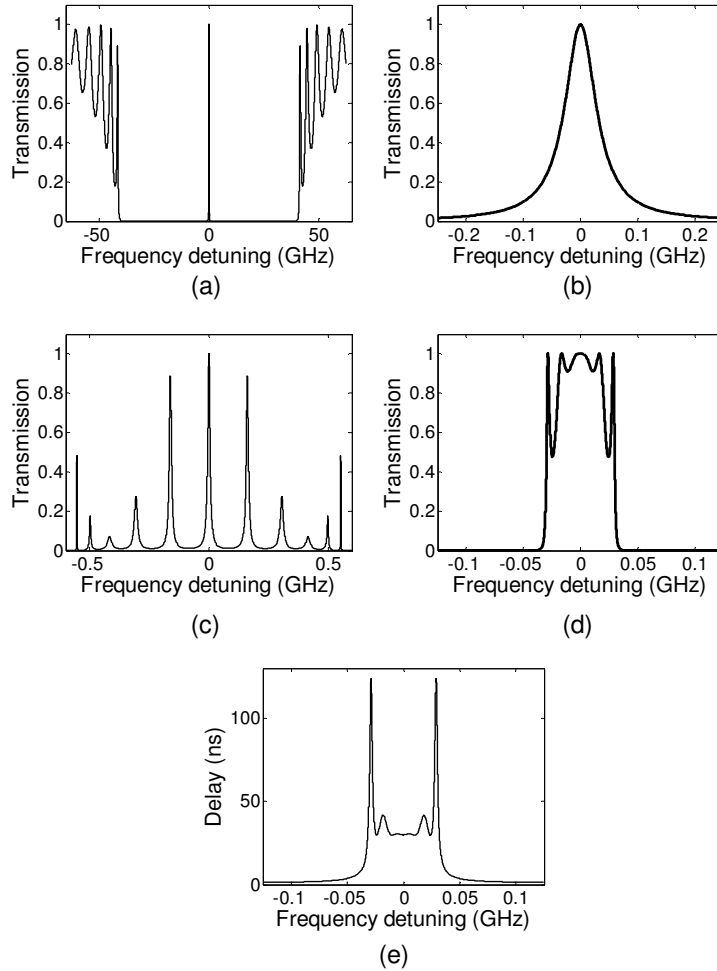 1
0.8
0.6
0.4
0.2
0
Transmission
-50 0 50
Frequency detuning (GHz)
(a)
1
0.8
0.6
0.4
0.2
0
Transmission
-0.2 -0.1 0 0.1 0.2
Frequency detuning (GHz)
(b)
1
0.8
0.6
0.4
0.2
0
Transmission
-0.5 0 0.5
Frequency detuning (GHz)
(c)
1
0.8
0.6
0.4
0.2
0
Transmission
-0.1 -0.05 0 0.05 0.1
Frequency detuning (GHz)
(d)
100
50
0
Delay (ns)
-0.1 -0.05 0 0.05 0.1
Frequency detuning (GHz)
(e)